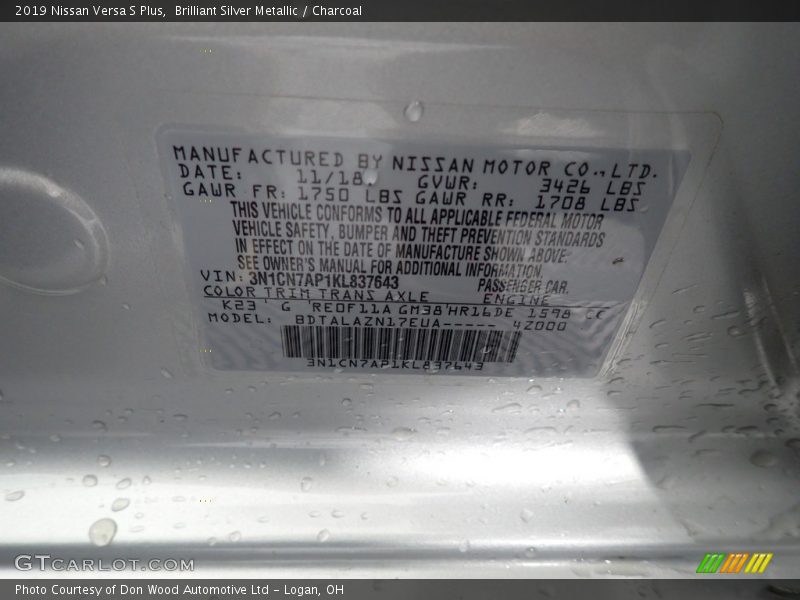 2019 Nissan Versa S Plus, Brilliant Silver Metallic / Charcoal
MANUFACTURED BY NISSAN MOTOR CO., LTD.
DATE: 11/18 GVWR: 3426 LBS
GAWR FR: 1750 LBS GAWR RR: 1708 LBS
THIS VEHICLE CONFORMS TO ALL APPLICABLE FEDERAL MOTOR
VEHICLE SAFETY, BUMPER AND THEFT PREVENTION STANDARDS
IN EFFECT ON THE DATE OF MANUFACTURE SHOWN ABOVE.
SEE OWNER'S MANUAL FOR ADDITIONAL INFORMATION.
VIN: 3N1CN7AP1KL837643 PASSENGER CAR.
COLOR TRIM TRANS AXLE ENGINE
K23 G RE0F11A GM38 HR16DE 1598 CC
MODEL: BDTALAZN17EUA----- 4Z000
3N1CN7AP1KL837643
GTCARLOT.COM
Photo Courtesy of Don Wood Automotive Ltd - Logan, OH